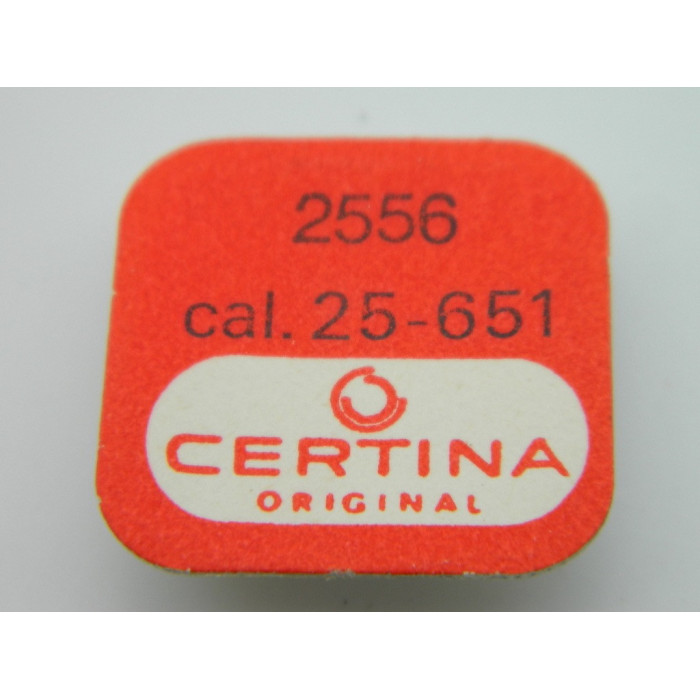 2556
cal. 25-651
CERTINA
ORIGINAL